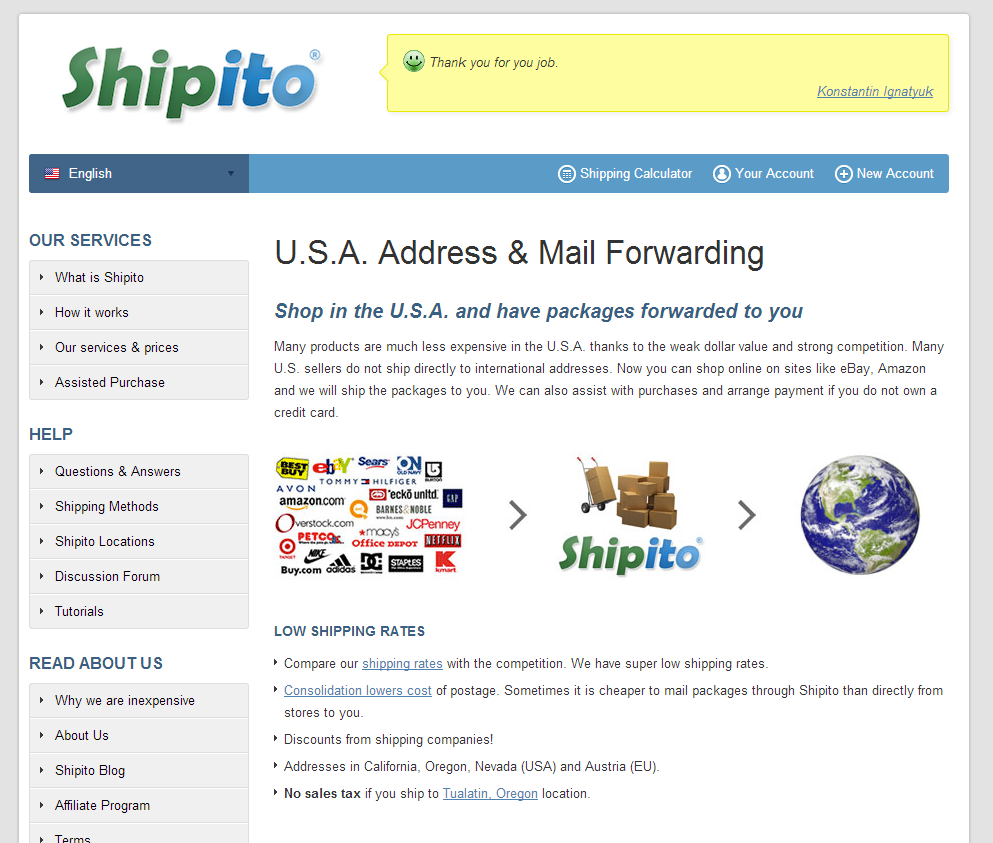 Shipito®
Thank you for you job.
Konstantin Ignatyuk
English
Shipping Calculator
Your Account
New Account
OUR SERVICES
What is Shipito
How it works
Our services & prices
Assisted Purchase
HELP
Questions & Answers
Shipping Methods
Shipito Locations
Discussion Forum
Tutorials
READ ABOUT US
Why we are inexpensive
About Us
Shipito Blog
Affiliate Program
Terms
U.S.A. Address & Mail Forwarding
Shop in the U.S.A. and have packages forwarded to you
Many products are much less expensive in the U.S.A. thanks to the weak dollar value and strong competition. Many
U.S. sellers do not ship directly to international addresses. Now you can shop online on sites like eBay, Amazon
and we will ship the packages to you. We can also assist with purchases and arrange payment if you do not own a
credit card.
BEST BUY ebY Sears ON OLD NAVY BURTON
TOMMY HILFIGER
AVON
amazon.com *eckō unltd. GAP
BARNES&NOBLE
Overstock.com macy's JCPenney
TARGET PETCO OFFICE DEPOT NETFLIX
NIKE
Buy.com adidas DC STAPLES kmart
Shipito®
LOW SHIPPING RATES
Compare our shipping rates with the competition. We have super low shipping rates.
Consolidation lowers cost of postage. Sometimes it is cheaper to mail packages through Shipito than directly from
stores to you.
Discounts from shipping companies!
Addresses in California, Oregon, Nevada (USA) and Austria (EU).
No sales tax if you ship to Tualatin, Oregon location.